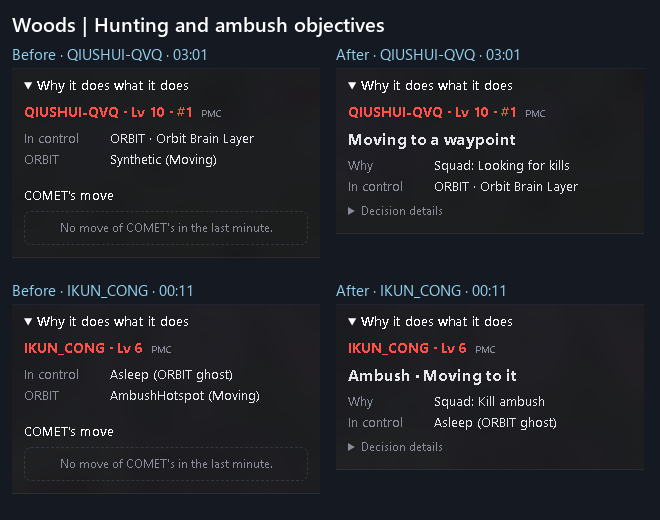 Woods | Hunting and ambush objectives
Before · QIUSHUI-QVQ · 03:01
▼ Why it does what it does
QIUSHUI-QVQ · Lv 10 · #1 PMC
In control ORBIT · Orbit Brain Layer
ORBIT Synthetic (Moving)
COMET's move
No move of COMET's in the last minute.
After · QIUSHUI-QVQ · 03:01
▼ Why it does what it does
QIUSHUI-QVQ · Lv 10 · #1 PMC
Moving to a waypoint
Why Squad: Looking for kills
In control ORBIT · Orbit Brain Layer
▶ Decision details
Before · IKUN_CONG · 00:11
▼ Why it does what it does
IKUN_CONG · Lv 6 PMC
In control Asleep (ORBIT ghost)
ORBIT AmbushHotspot (Moving)
COMET's move
No move of COMET's in the last minute.
After · IKUN_CONG · 00:11
▼ Why it does what it does
IKUN_CONG · Lv 6 PMC
Ambush · Moving to it
Why Squad: Kill ambush
In control Asleep (ORBIT ghost)
▶ Decision details